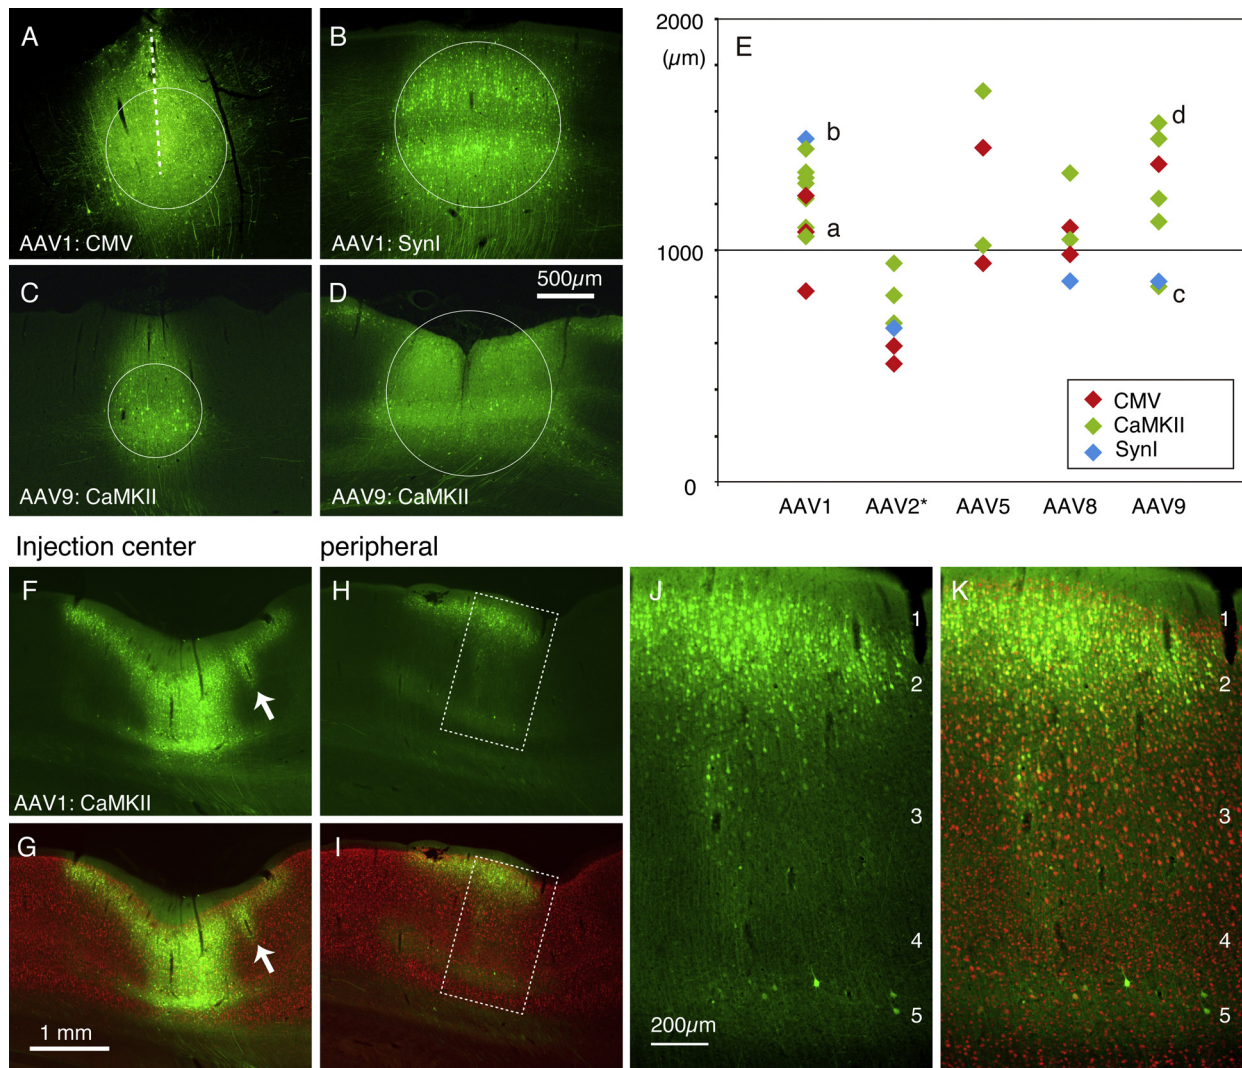 A
AAV1: CMV
B
AAV1: SynI
C
AAV9: CaMKII
D
500µm
AAV9: CaMKII
E
2000
(µm)
1000
0
b
a
d
c
CMV
CaMKII
SynI
AAV1 AAV2* AAV5 AAV8 AAV9
Injection center
peripheral
F
AAV1: CaMKII
H
G
1 mm
I
J
1
2
3
4
5
200µm
K
1
2
3
4
5